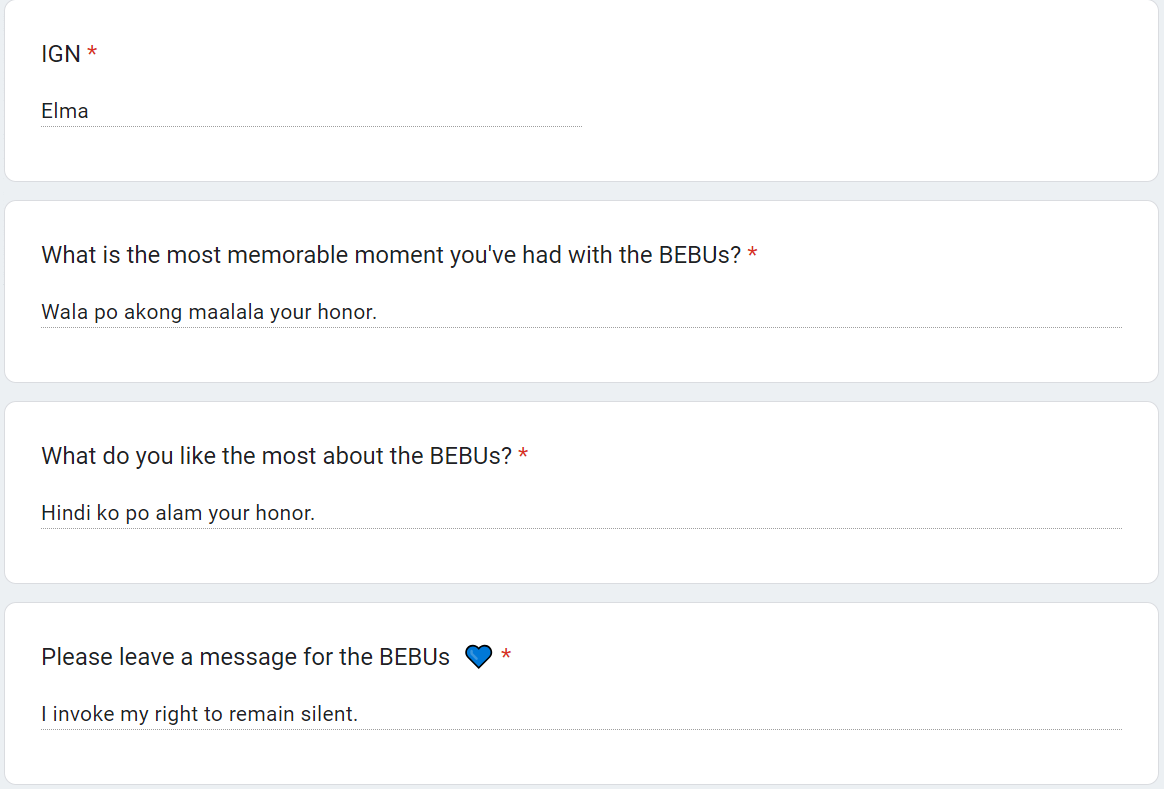 IGN *
Elma
What is the most memorable moment you've had with the BEBUs? *
Wala po akong maalala your honor.
What do you like the most about the BEBUs? *
Hindi ko po alam your honor.
Please leave a message for the BEBUs 💙 *
I invoke my right to remain silent.